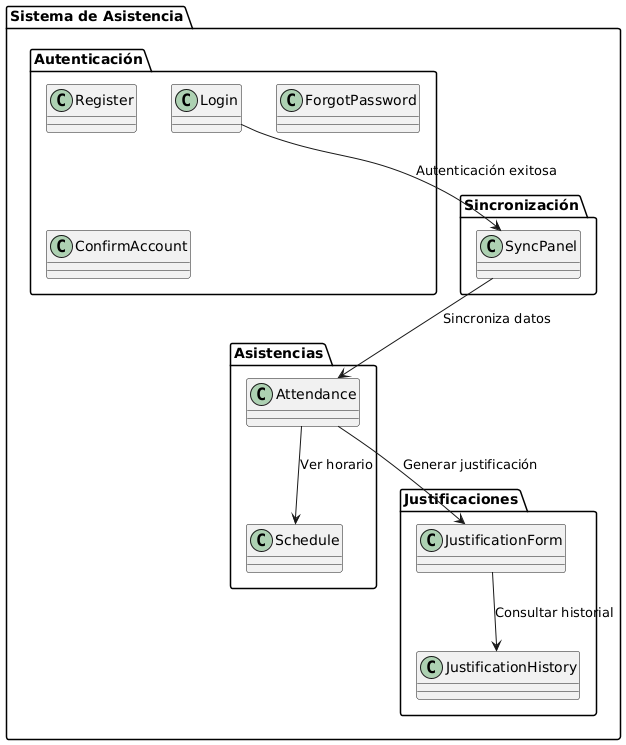 Sistema de Asistencia
Autenticación
C Register
C Login
C ForgotPassword
Autenticación exitosa
Sincronización
C ConfirmAccount
C SyncPanel
Sincroniza datos
Asistencias
C Attendance
Ver horario
Generar justificación
Justificaciones
C Schedule
C JustificationForm
Consultar historial
C JustificationHistory